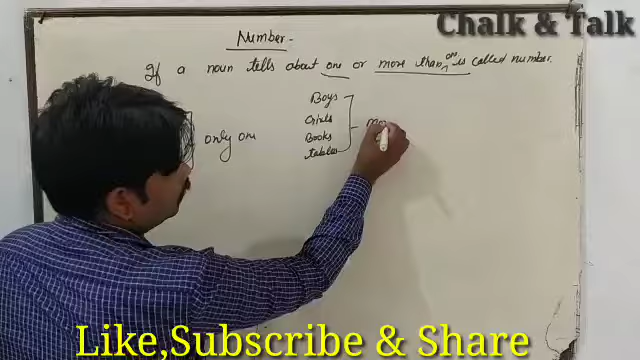 Chalk & Talk
Number-
If a noun tells about one or more than one is called number.
only one
Boys
Girls
Books
tables
Like,Subscribe & Share